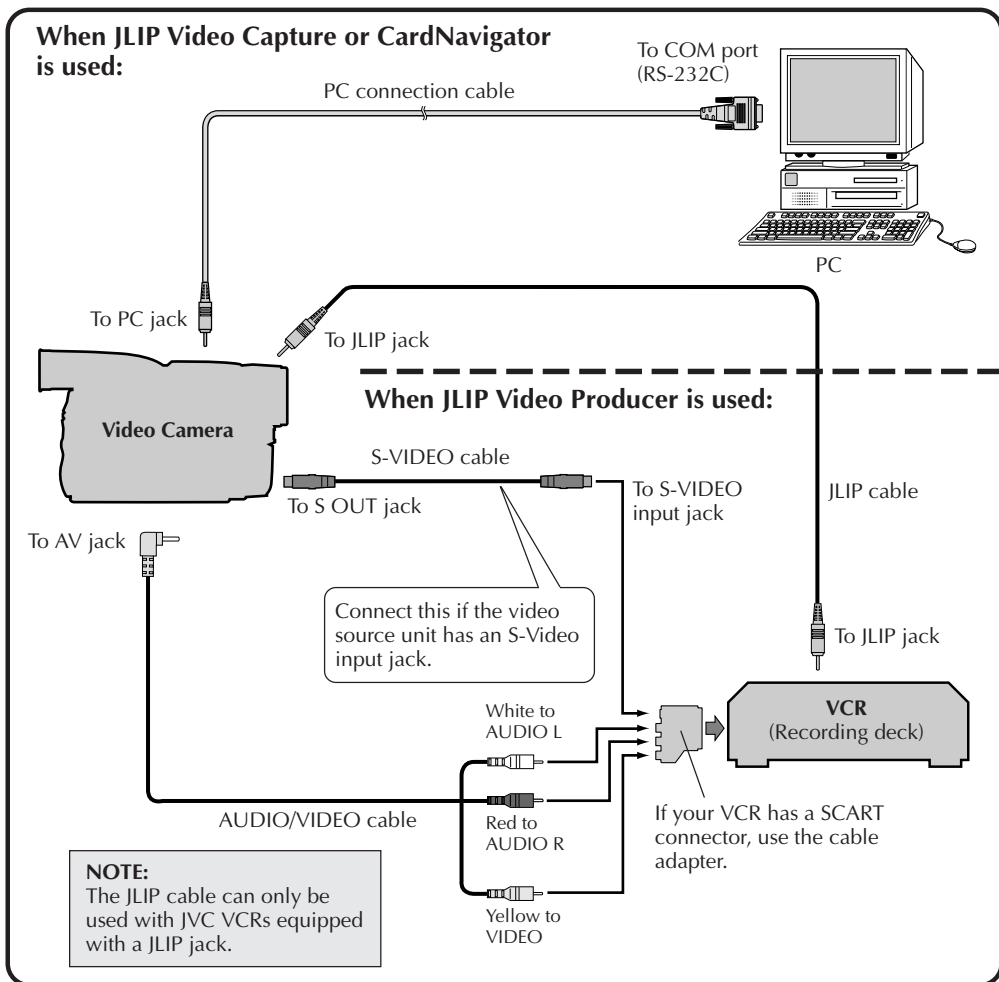 When JLIP Video Capture or CardNavigator
is used:
To COM port
(RS-232C)
PC connection cable
PC
To PC jack
To JLIP jack
When JLIP Video Producer is used:
Video Camera
S-VIDEO cable
To S OUT jack
To S-VIDEO
input jack
JLIP cable
To AV jack
Connect this if the video
source unit has an S-Video
input jack.
To JLIP jack
White to
AUDIO L
VCR
(Recording deck)
AUDIO/VIDEO cable
Red to
AUDIO R
If your VCR has a SCART
connector, use the cable
adapter.
NOTE:
The JLIP cable can only be
used with JVC VCRs equipped
with a JLIP jack.
Yellow to
VIDEO